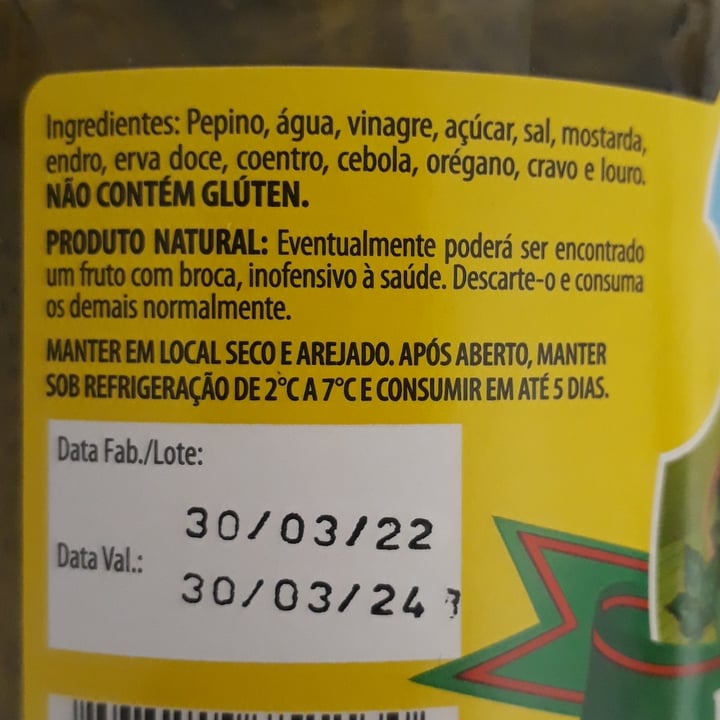 Ingredientes: Pepino, água, vinagre, açúcar, sal, mostarda,
endro, erva doce, coentro, cebola, orégano, cravo e louro.
NÃO CONTÉM GLÚTEN.
PRODUTO NATURAL: Eventualmente poderá ser encontrado
um fruto com broca, inofensivo à saúde. Descarte-o e consuma
os demais normalmente.
MANTER EM LOCAL SECO E AREJADO. APÓS ABERTO, MANTER
SOB REFRIGERAÇÃO DE 2°C A 7°C E CONSUMIR EM ATÉ 5 DIAS.
Data Fab./Lote:
30/03/22
Data Val.:
30/03/24